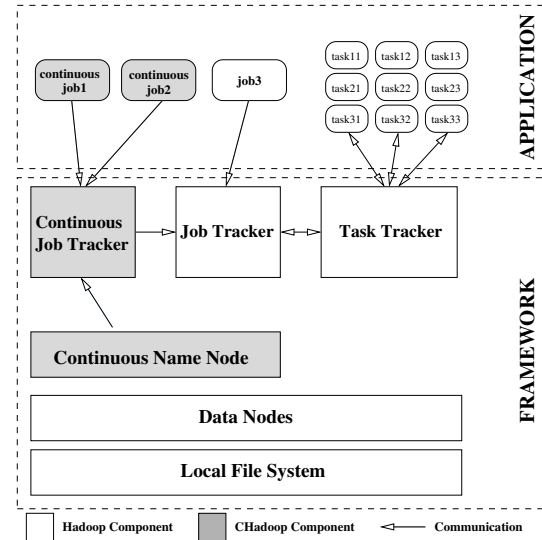 continuous
job1
continuous
job2
job3
task11 task12 task13
task21 task22 task23
task31 task32 task33
APPLICATION
Continuous
Job Tracker
Job Tracker
Task Tracker
Continuous Name Node
Data Nodes
Local File System
FRAMEWORK
Hadoop Component
CHadoop Component
Communication